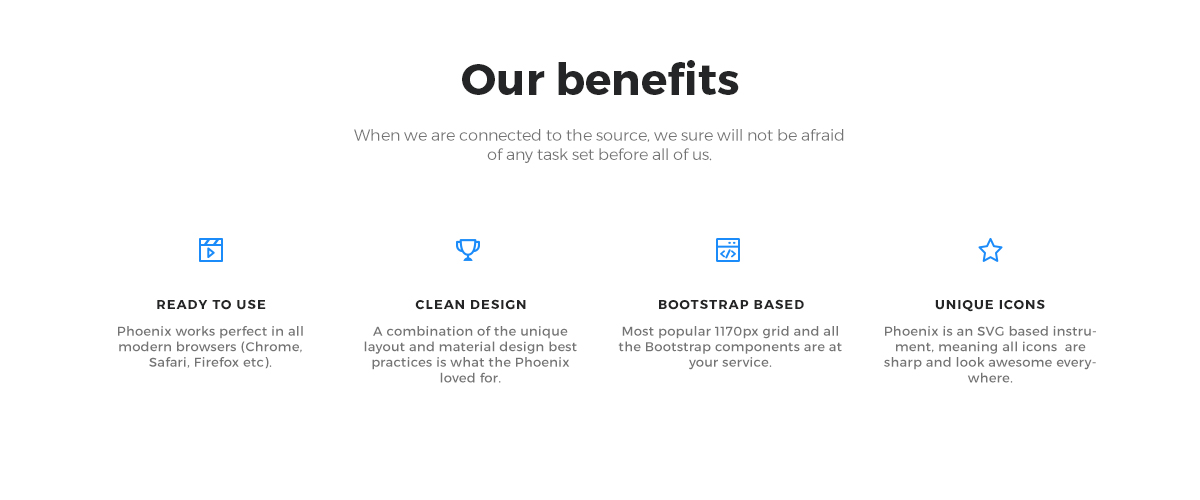 Our benefits
When we are connected to the source, we sure will not be afraid
of any task set before all of us.
READY TO USE
Phoenix works perfect in all
modern browsers (Chrome,
Safari, Firefox etc).
CLEAN DESIGN
A combination of the unique
layout and material design best
practices is what the Phoenix
loved for.
BOOTSTRAP BASED
Most popular 1170px grid and all
the Bootstrap components are at
your service.
UNIQUE ICONS
Phoenix is an SVG based instru-
ment, meaning all icons  are
sharp and look awesome every-
where.